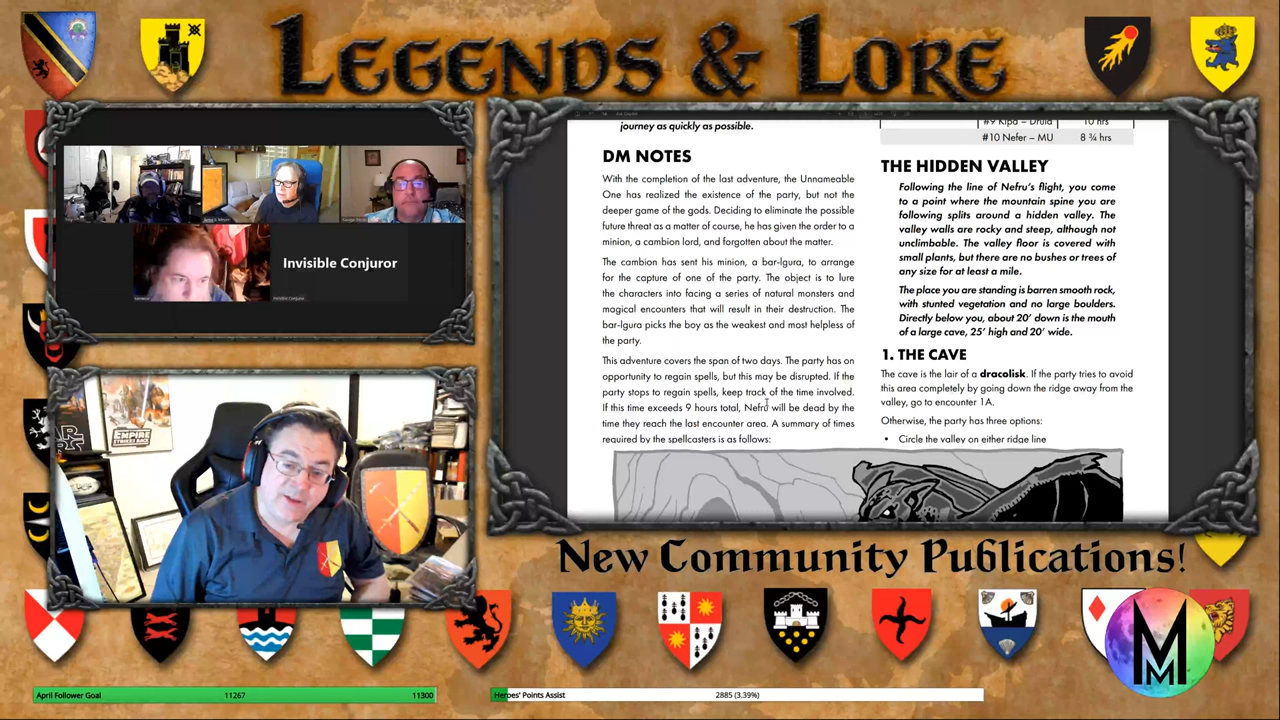 LEGENDS & LORE
Invisible Conjuror
STAR
EMPIRE
STRIKES
BACK
journey as quickly as possible.
DM NOTES
With the completion of the last adventure, the Unnameable
One has realized the existence of the party, but not the
deeper game of the gods. Deciding to eliminate the possible
future threat as a matter of course, he has given the order to a
minion, a cambion lord, and forgotten about the matter.
The cambion has sent his minion, a bar-lgura, to arrange
for the capture of one of the party. The object is to lure
the characters into facing a series of natural monsters and
magical encounters that will result in their destruction. The
bar-lgura picks the boy as the weakest and most helpless of
the party.
This adventure covers the span of two days. The party has on
opportunity to regain spells, but this may be disrupted. If the
party stops to regain spells, keep track of the time involved.
If this time exceeds 9 hours total, Nefru will be dead by the
time they reach the last encounter area. A summary of times
required by the spellcasters is as follows:
#9 Kipa – Druid 10 hrs
#10 Nefer – MU 8 ¾ hrs
THE HIDDEN VALLEY
Following the line of Nefru's flight, you come
to a point where the mountain spine you are
following splits around a hidden valley. The
valley walls are rocky and steep, although not
unclimbable. The valley floor is covered with
small plants, but there are no bushes or trees of
any size for at least a mile.
The place you are standing is barren smooth rock,
with stunted vegetation and no large boulders.
Directly below you, about 20' down is the mouth
of a large cave, 25' high and 20' wide.
1. THE CAVE
The cave is the lair of a dracolisk. If the party tries to avoid
this area completely by going down the ridge away from the
valley, go to encounter 1A.
Otherwise, the party has three options:
• Circle the valley on either ridge line
New Community Publications!
MM
April Follower Goal 11267 11300
Heroes' Points Assist 2885 (3.39%)